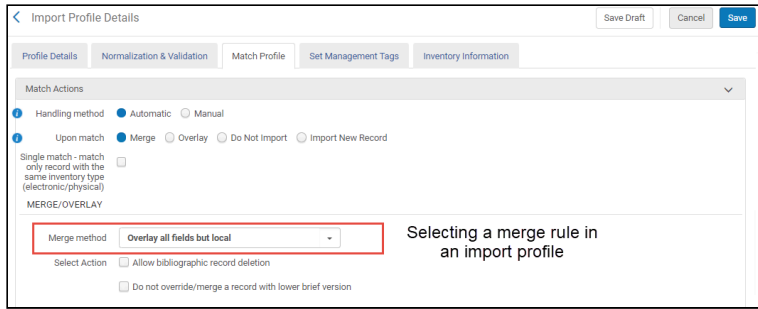 Import Profile Details
Save Draft Cancel Save
Profile Details Normalization & Validation Match Profile Set Management Tags Inventory Information
Match Actions
Handling method Automatic Manual
Upon match Merge Overlay Do Not Import Import New Record
Single match - match
only record with the
same inventory type
(electronic/physical)
MERGE/OVERLAY
Merge method Overlay all fields but local
Selecting a merge rule in
an import profile
Select Action Allow bibliographic record deletion
Do not override/merge a record with lower brief version